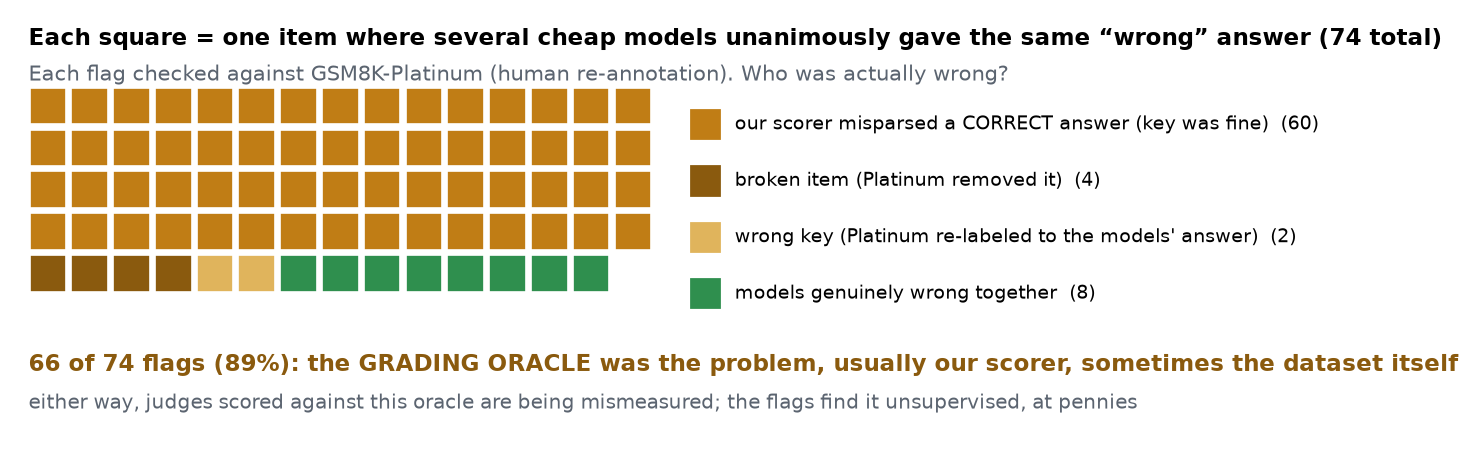 Each square = one item where several cheap models unanimously gave the same “wrong” answer (74 total)
Each flag checked against GSM8K-Platinum (human re-annotation). Who was actually wrong?
our scorer misparsed a CORRECT answer (key was fine)  (60)
broken item (Platinum removed it)  (4)
wrong key (Platinum re-labeled to the models' answer)  (2)
models genuinely wrong together  (8)
66 of 74 flags (89%): the GRADING ORACLE was the problem, usually our scorer, sometimes the dataset itself
either way, judges scored against this oracle are being mismeasured; the flags find it unsupervised, at pennies